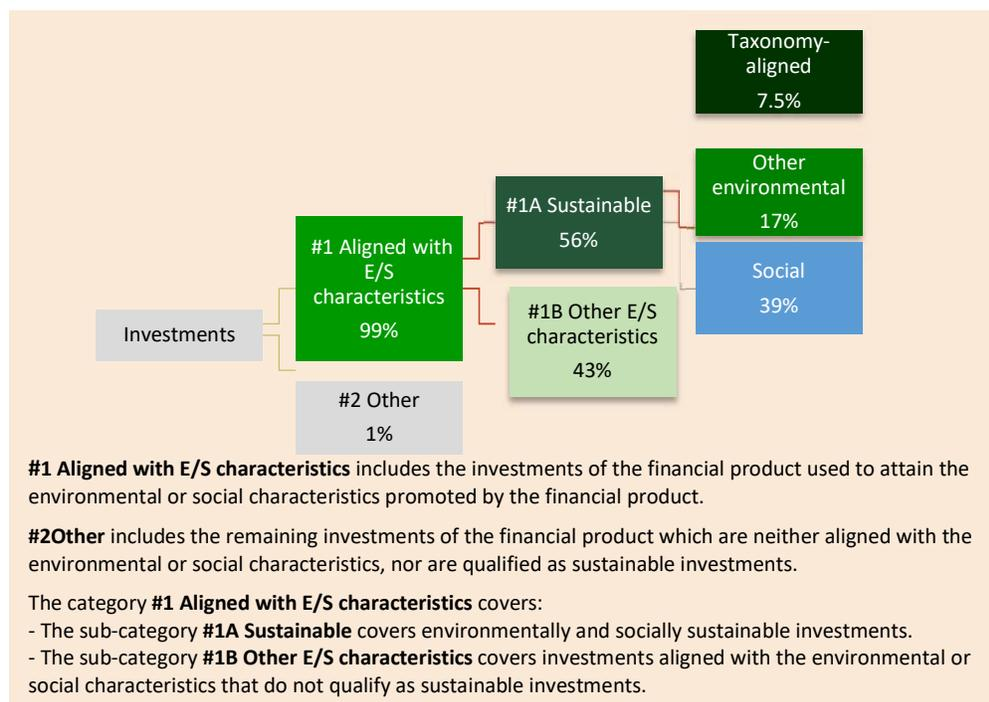 Taxonomy-
aligned
7.5%
Other
environmental
17%
#1A Sustainable
56%
#1 Aligned with
E/S
characteristics
99%
Social
39%
#1B Other E/S
characteristics
43%
Investments
#2 Other
1%
#1 Aligned with E/S characteristics includes the investments of the financial product used to attain the
environmental or social characteristics promoted by the financial product.
#2Other includes the remaining investments of the financial product which are neither aligned with the
environmental or social characteristics, nor are qualified as sustainable investments.
The category #1 Aligned with E/S characteristics covers:
- The sub-category #1A Sustainable covers environmentally and socially sustainable investments.
- The sub-category #1B Other E/S characteristics covers investments aligned with the environmental or
social characteristics that do not qualify as sustainable investments.